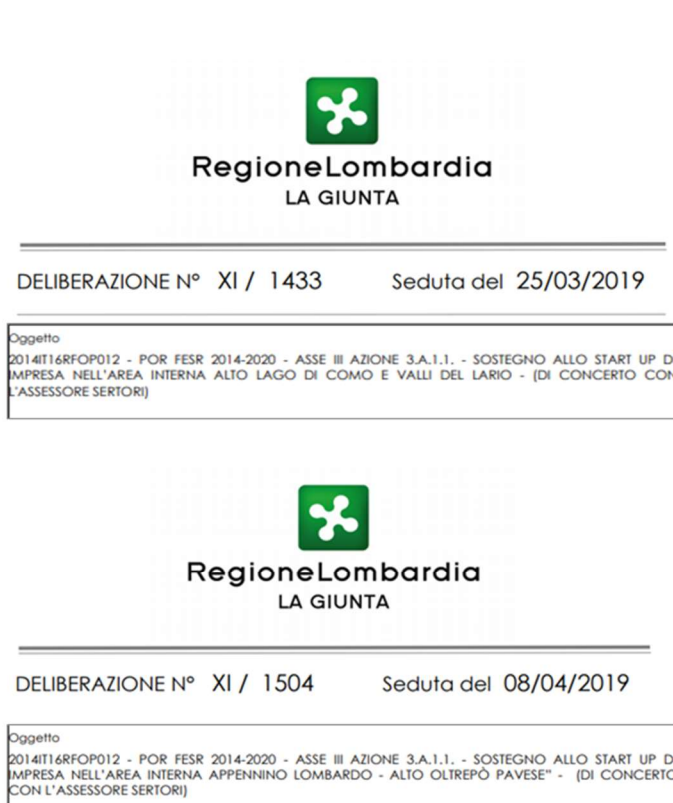 RegioneLombardia
LA GIUNTA
DELIBERAZIONE N° XI / 1433 Seduta del 25/03/2019
Oggetto
2014IT16RFOP012 - POR FESR 2014-2020 - ASSE III AZIONE 3.A.1.1. - SOSTEGNO ALLO START UP D
IMPRESA NELL'AREA INTERNA ALTO LAGO DI COMO E VALLI DEL LARIO - (DI CONCERTO CON
L'ASSESSORE SERTORI)
RegioneLombardia
LA GIUNTA
DELIBERAZIONE N° XI / 1504 Seduta del 08/04/2019
Oggetto
2014IT16RFOP012 - POR FESR 2014-2020 - ASSE III AZIONE 3.A.1.1. - SOSTEGNO ALLO START UP D
IMPRESA NELL'AREA INTERNA APPENNINO LOMBARDO - ALTO OLTREPÒ PAVESE" - (DI CONCERTO
CON L'ASSESSORE SERTORI)